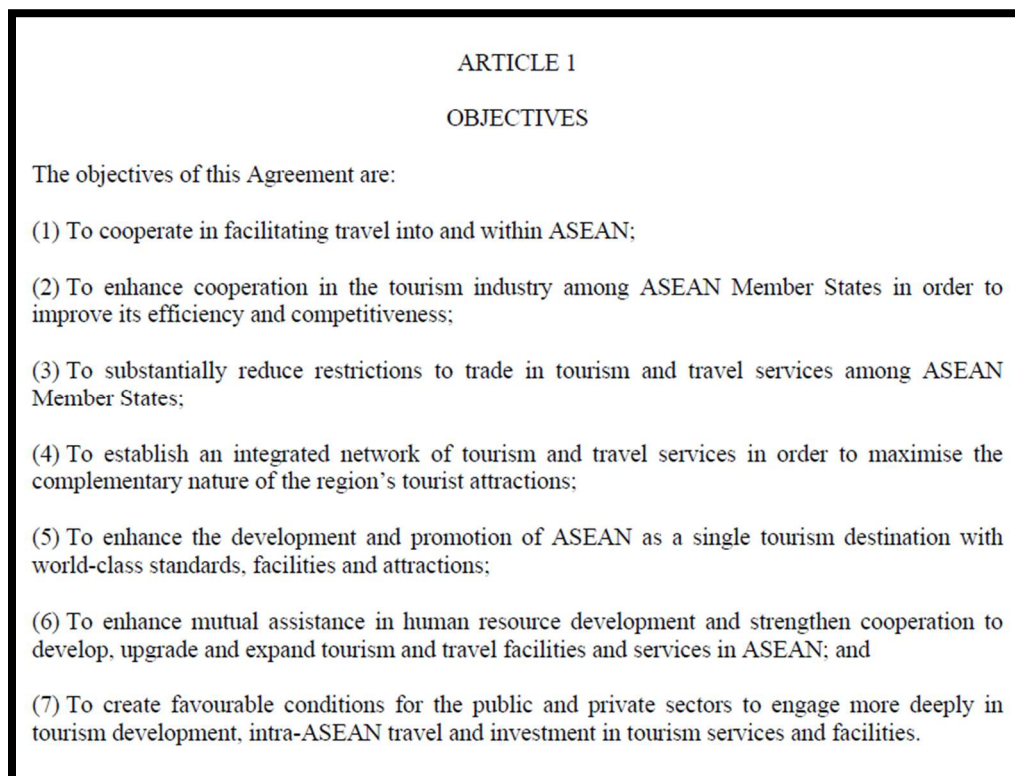 ARTICLE 1
OBJECTIVES
The objectives of this Agreement are:
(1) To cooperate in facilitating travel into and within ASEAN;
(2) To enhance cooperation in the tourism industry among ASEAN Member States in order to
improve its efficiency and competitiveness;
(3) To substantially reduce restrictions to trade in tourism and travel services among ASEAN
Member States;
(4) To establish an integrated network of tourism and travel services in order to maximise the
complementary nature of the region’s tourist attractions;
(5) To enhance the development and promotion of ASEAN as a single tourism destination with
world-class standards, facilities and attractions;
(6) To enhance mutual assistance in human resource development and strengthen cooperation to
develop, upgrade and expand tourism and travel facilities and services in ASEAN; and
(7) To create favourable conditions for the public and private sectors to engage more deeply in
tourism development, intra-ASEAN travel and investment in tourism services and facilities.